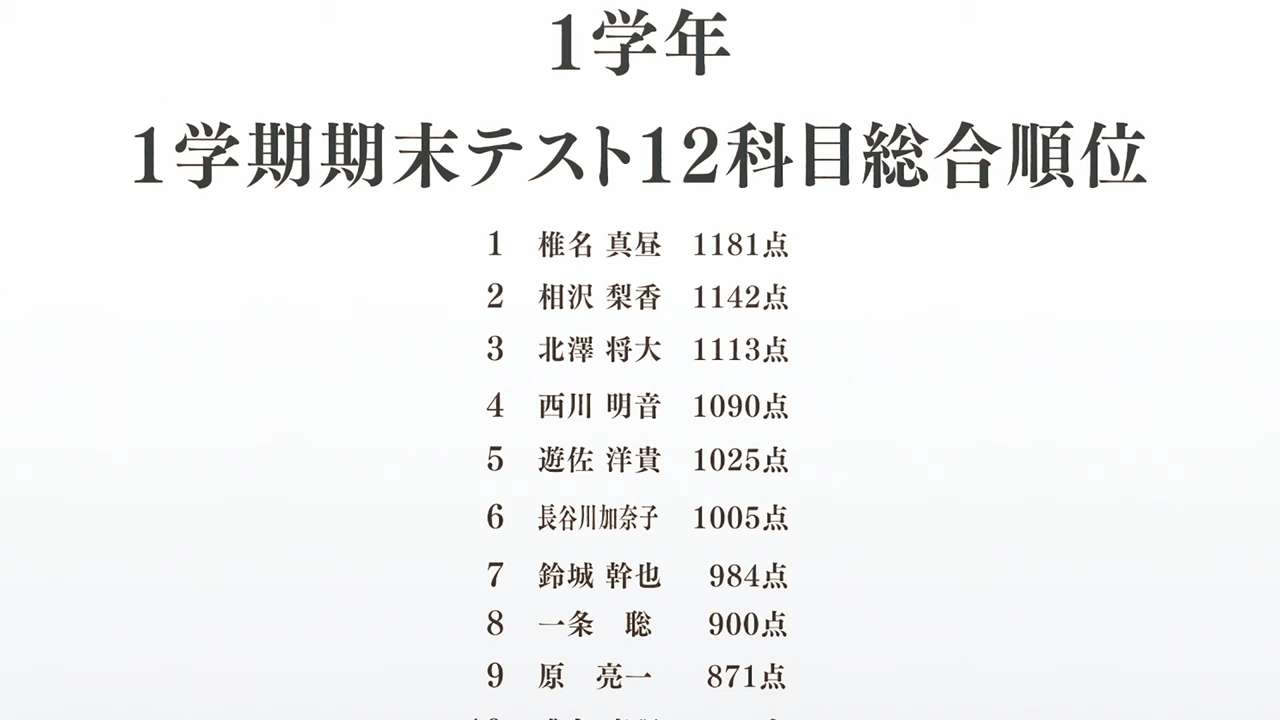 1学年
1学期期末テスト12科目総合順位
1 椎名 真昼 1181点
2 相沢 梨香 1142点
3 北澤 将大 1113点
4 西川 明音 1090点
5 遊佐 洋貴 1025点
6 長谷川加奈子 1005点
7 鈴城 幹也 984点
8 一条 聡 900点
9 原 亮一 871点